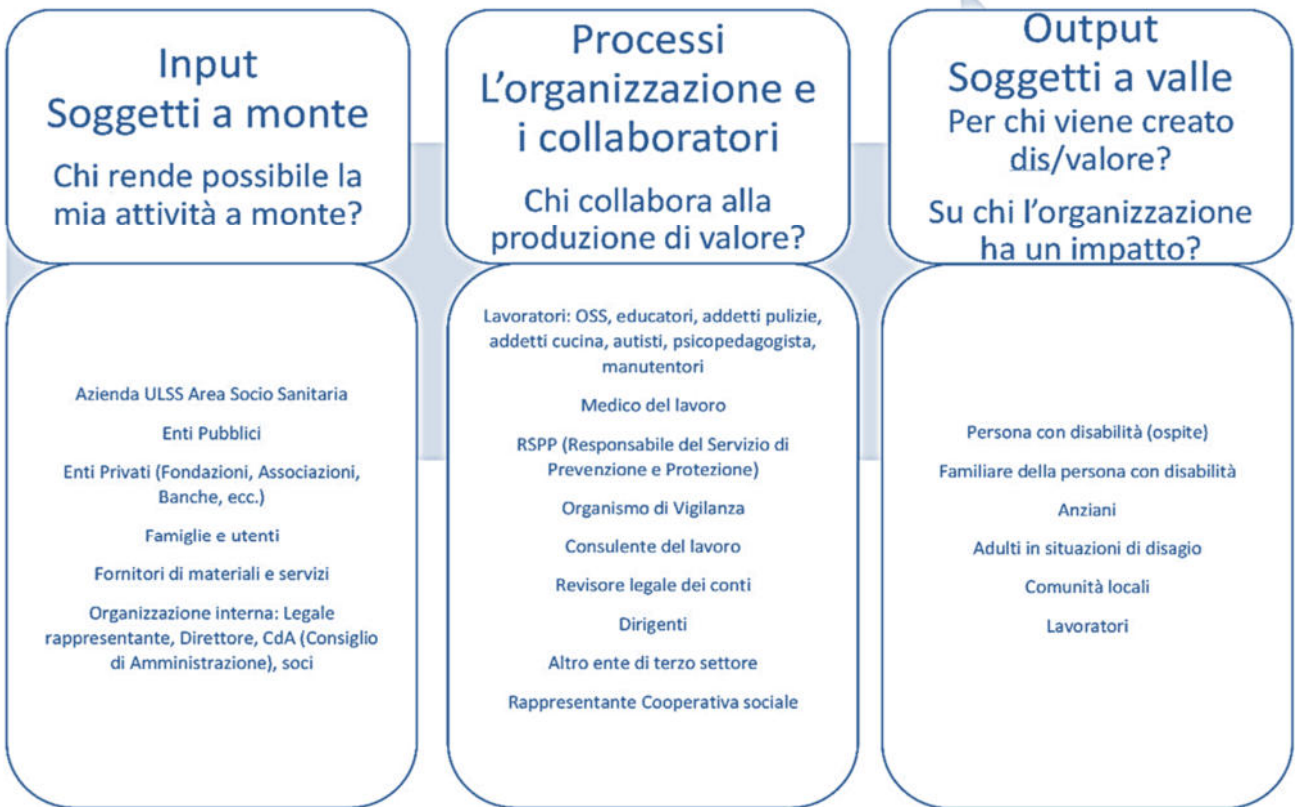 Input
Soggetti a monte
Chi rende possibile la
mia attività a monte?
Azienda ULSS Area Socio Sanitaria
Enti Pubblici
Enti Privati (Fondazioni, Associazioni,
Banche, ecc.)
Famiglie e utenti
Fornitori di materiali e servizi
Organizzazione interna: Legale
rappresentante, Direttore, CdA (Consiglio
di Amministrazione), soci
Processi
L'organizzazione e
i collaboratori
Chi collabora alla
produzione di valore?
Lavoratori: OSS, educatori, addetti pulizie,
addetti cucina, autisti, psicopedagogista,
manutentori
Medico del lavoro
RSPP (Responsabile del Servizio di
Prevenzione e Protezione)
Organismo di Vigilanza
Consulente del lavoro
Revisore legale dei conti
Dirigenti
Altro ente di terzo settore
Rappresentante Cooperativa sociale
Output
Soggetti a valle
Per chi viene creato
dis/valore?
Su chi l'organizzazione
ha un impatto?
Persona con disabilità (ospite)
Familiare della persona con disabilità
Anziani
Adulti in situazioni di disagio
Comunità locali
Lavoratori